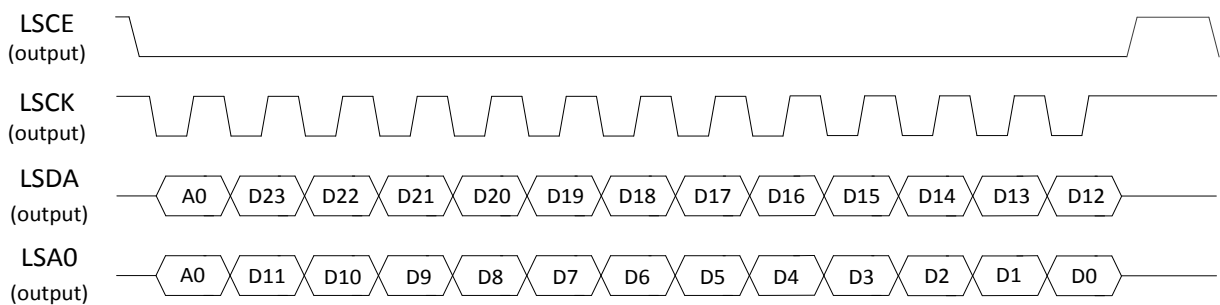 LSCE
(output)
LSCK
(output)
LSDA
(output)
A0 D23 D22 D21 D20 D19 D18 D17 D16 D15 D14 D13 D12
LSA0
(output)
A0 D11 D10 D9 D8 D7 D6 D5 D4 D3 D2 D1 D0